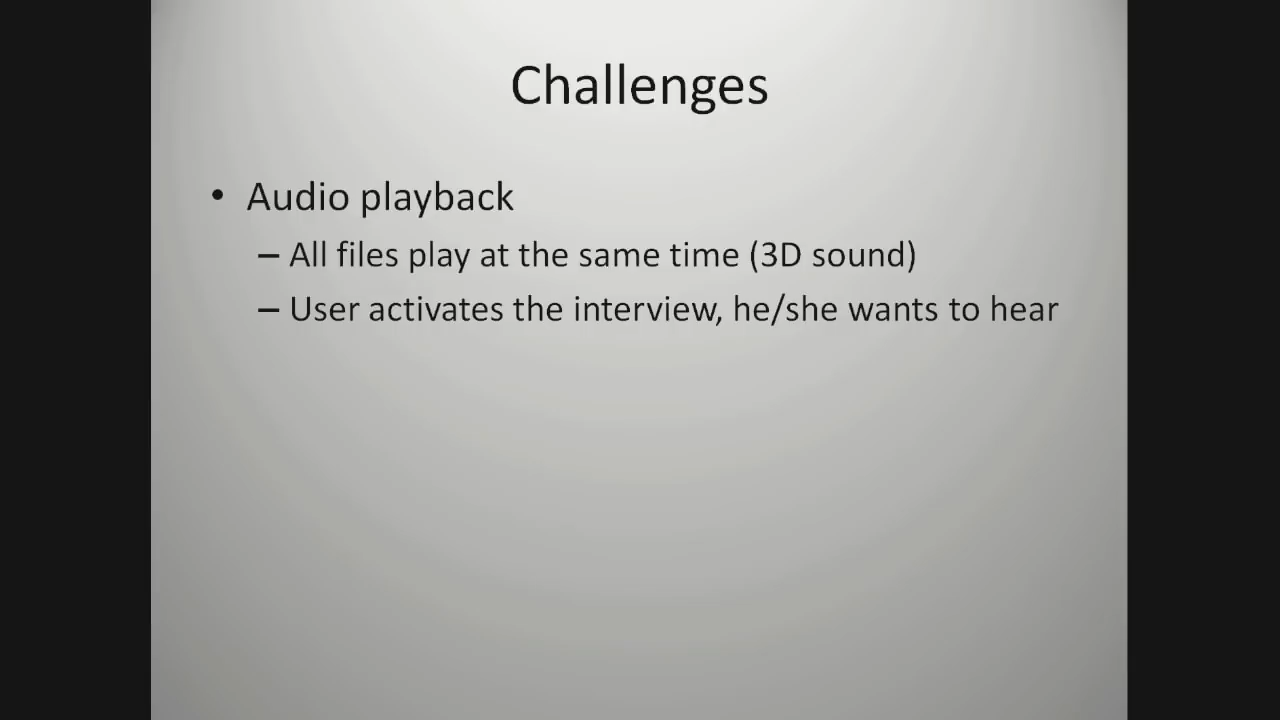 Challenges
• Audio playback
– All files play at the same time (3D sound)
– User activates the interview, he/she wants to hear